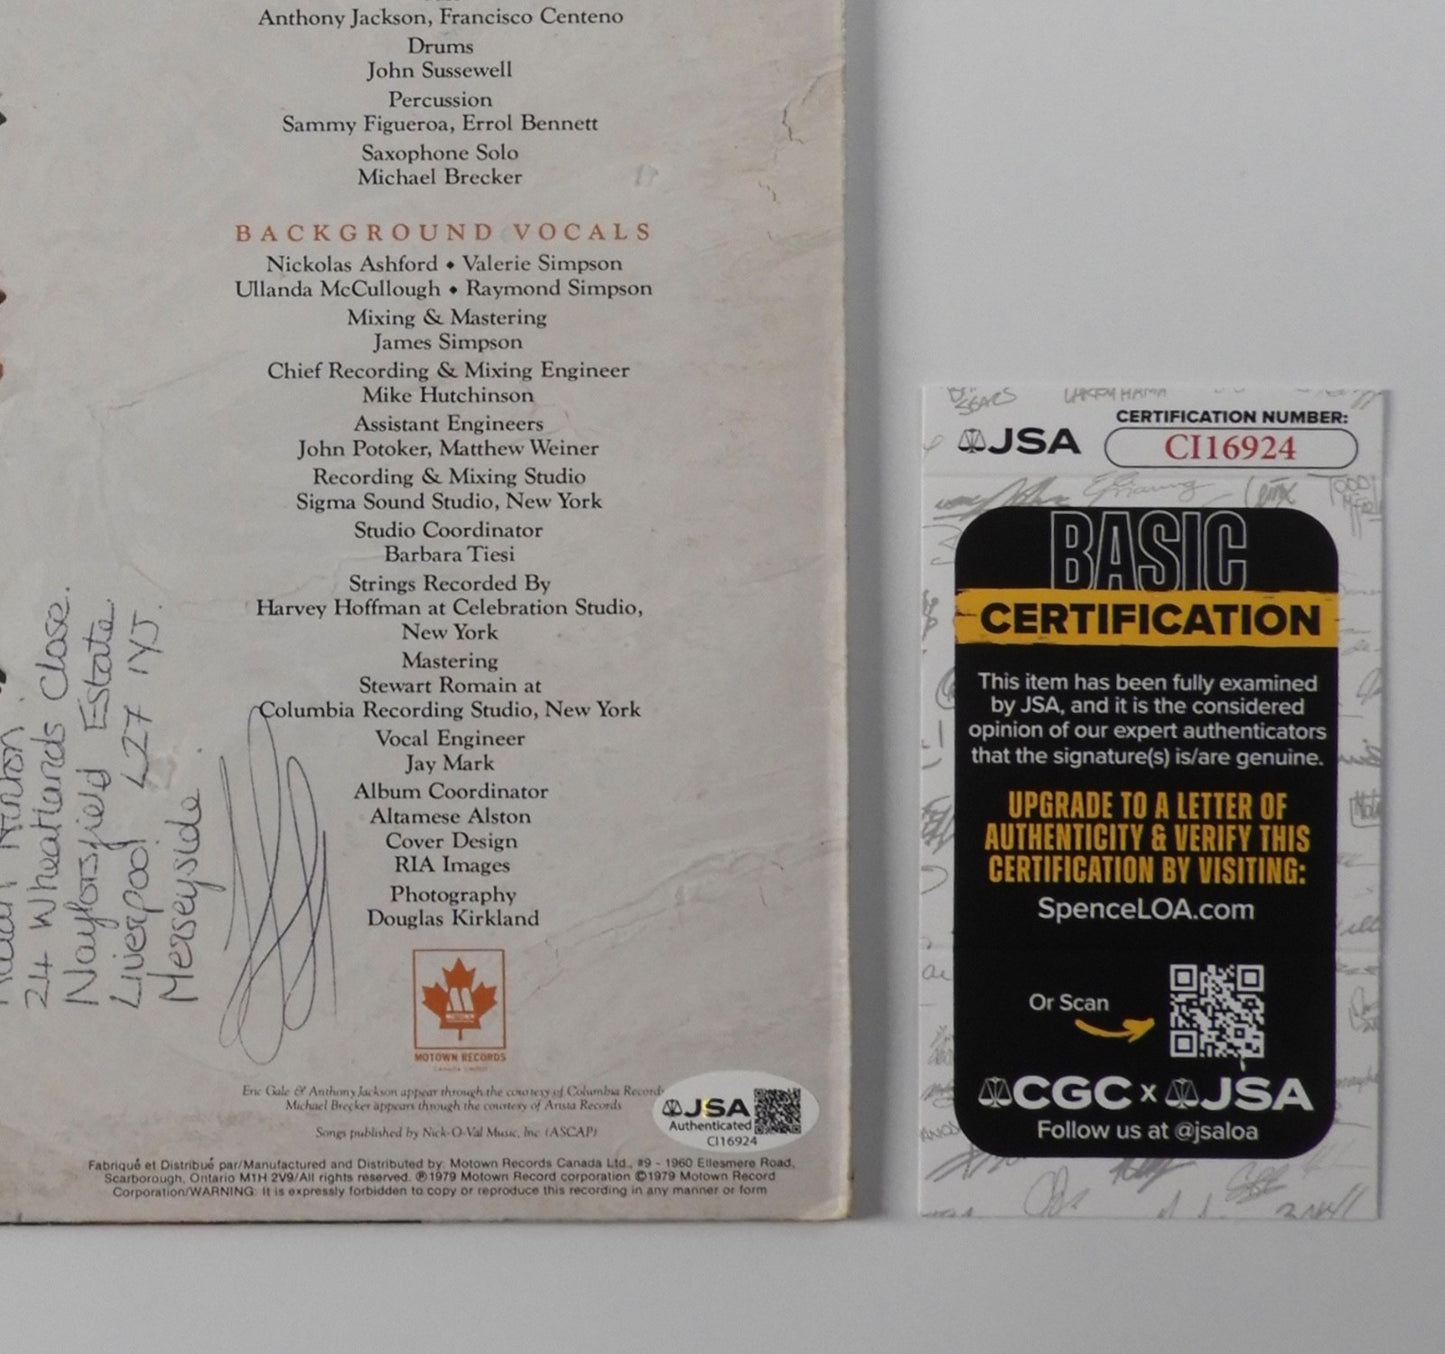 Anthony Jackson, Francisco Centeno
Drums
John Sussewell
Percussion
Sammy Figueroa, Errol Bennett
Saxophone Solo
Michael Brecker
BACKGROUND VOCALS
Nickolas Ashford • Valerie Simpson
Ullanda McCullough • Raymond Simpson
Mixing & Mastering
James Simpson
Chief Recording & Mixing Engineer
Mike Hutchinson
Assistant Engineers
John Potoker, Matthew Weiner
Recording & Mixing Studio
Sigma Sound Studio, New York
Studio Coordinator
Barbara Tiesi
Strings Recorded By
Harvey Hoffman at Celebration Studio,
New York
Mastering
Stewart Romain at
Columbia Recording Studio, New York
Vocal Engineer
Jay Mark
Album Coordinator
Altamese Alston
Cover Design
RIA Images
Photography
Douglas Kirkland
MOTOWN
MOTOWN RECORDS
Eric Gale & Anthony Jackson appear through the courtesy of Columbia Records
Michael Brecker appears through the courtesy of Arista Records
Songs published by Nick-O-Val Music, Inc (ASCAP)
Fabriqué et Distribué par/Manufactured and Distributed by: Motown Records Canada Ltd., #9 - 1960 Ellesmere Road,
Scarborough, Ontario M1H 2V9/All rights reserved. ℗1979 Motown Record corporation ©1979 Motown Record
Corporation/WARNING: It is expressly forbidden to copy or reproduce this recording in any manner or form
24 Wheatlands Close.
Naylorsfield Estate.
Liverpool L27 1YJ.
Merseyside.
JSA
Authenticated
CI16924
JSA
CERTIFICATION NUMBER:
CI16924
BASIC
CERTIFICATION
This item has been fully examined
by JSA, and it is the considered
opinion of our expert authenticators
that the signature(s) is/are genuine.
UPGRADE TO A LETTER OF
AUTHENTICITY & VERIFY THIS
CERTIFICATION BY VISITING:
SpenceLOA.com
Or Scan
CGC x JSA
Follow us at @jsaloa